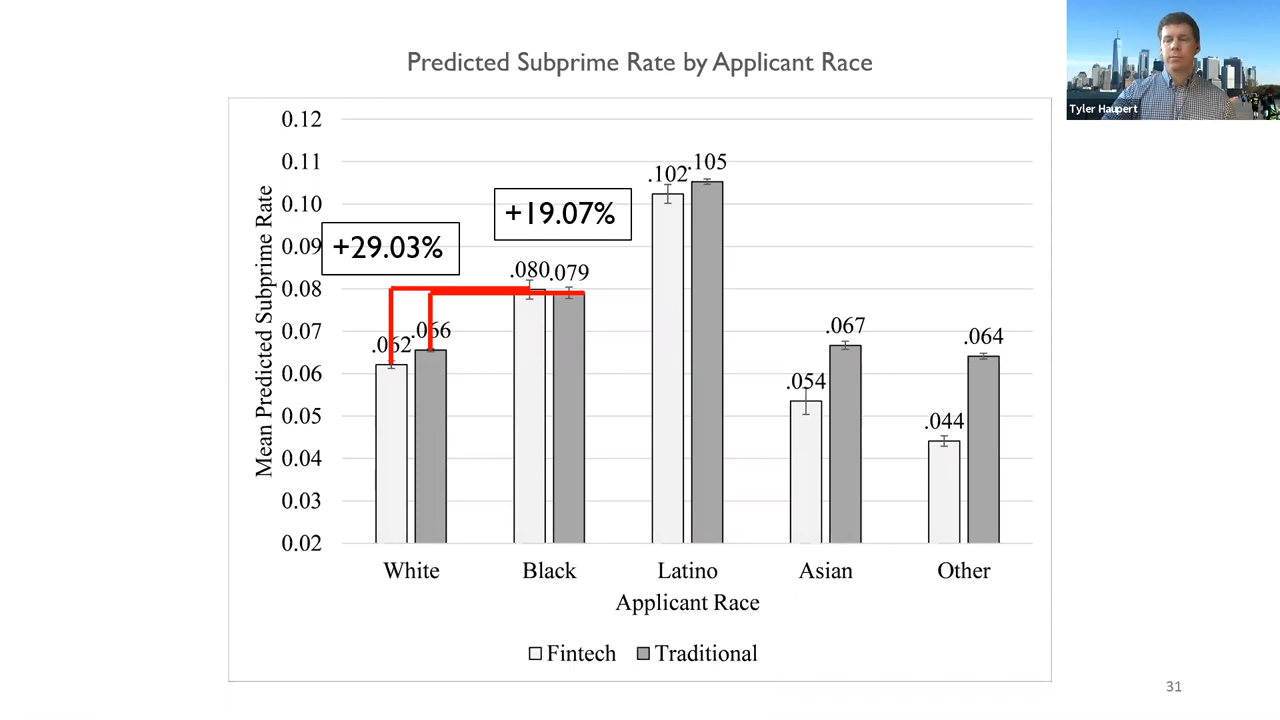 Predicted Subprime Rate by Applicant Race
Tyler Haupert
0.12
0.11
0.10
0.09
0.08
0.07
0.06
0.05
0.04
0.03
0.02
Mean Predicted Subprime Rate
+29.03%
+19.07%
.062
.066
.080
.079
.102
.105
.054
.067
.044
.064
White
Black
Latino
Asian
Other
Applicant Race
Fintech
Traditional
31